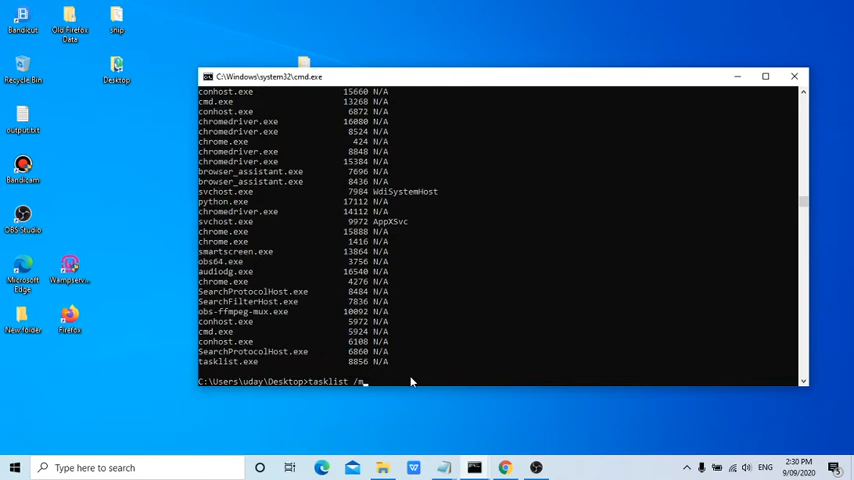 Bandicut
Old Firefox
Data
snip
Recycle Bin
Desktop
output.txt
Bandicam
OBS Studio
Microsoft
Edge
Wampserv...
New folder
Firefox
C:\Windows\system32\cmd.exe
conhost.exe 15660 N/A
cmd.exe 13268 N/A
conhost.exe 6872 N/A
chromedriver.exe 16080 N/A
chromedriver.exe 8524 N/A
chrome.exe 424 N/A
chromedriver.exe 8848 N/A
chromedriver.exe 15384 N/A
browser_assistant.exe 7696 N/A
browser_assistant.exe 8436 N/A
svchost.exe 7984 WdiSystemHost
python.exe 17112 N/A
chromedriver.exe 14112 N/A
svchost.exe 9972 AppXSvc
chrome.exe 15888 N/A
chrome.exe 1416 N/A
smartscreen.exe 13864 N/A
obs64.exe 3756 N/A
audiodg.exe 16540 N/A
chrome.exe 4276 N/A
SearchProtocolHost.exe 8484 N/A
SearchFilterHost.exe 7836 N/A
obs-ffmpeg-mux.exe 10092 N/A
conhost.exe 5972 N/A
cmd.exe 5924 N/A
conhost.exe 6108 N/A
SearchProtocolHost.exe 6860 N/A
tasklist.exe 8856 N/A
C:\Users\uday\Desktop>tasklist /m_
Type here to search
ENG
2:30 PM
9/09/2020
5